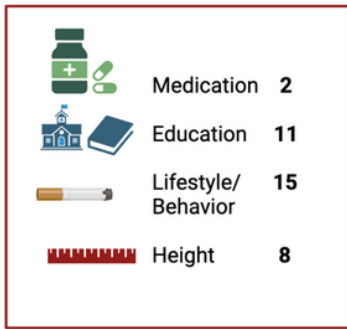 Medication 2
Education 11
Lifestyle/ 15
Behavior
Height 8